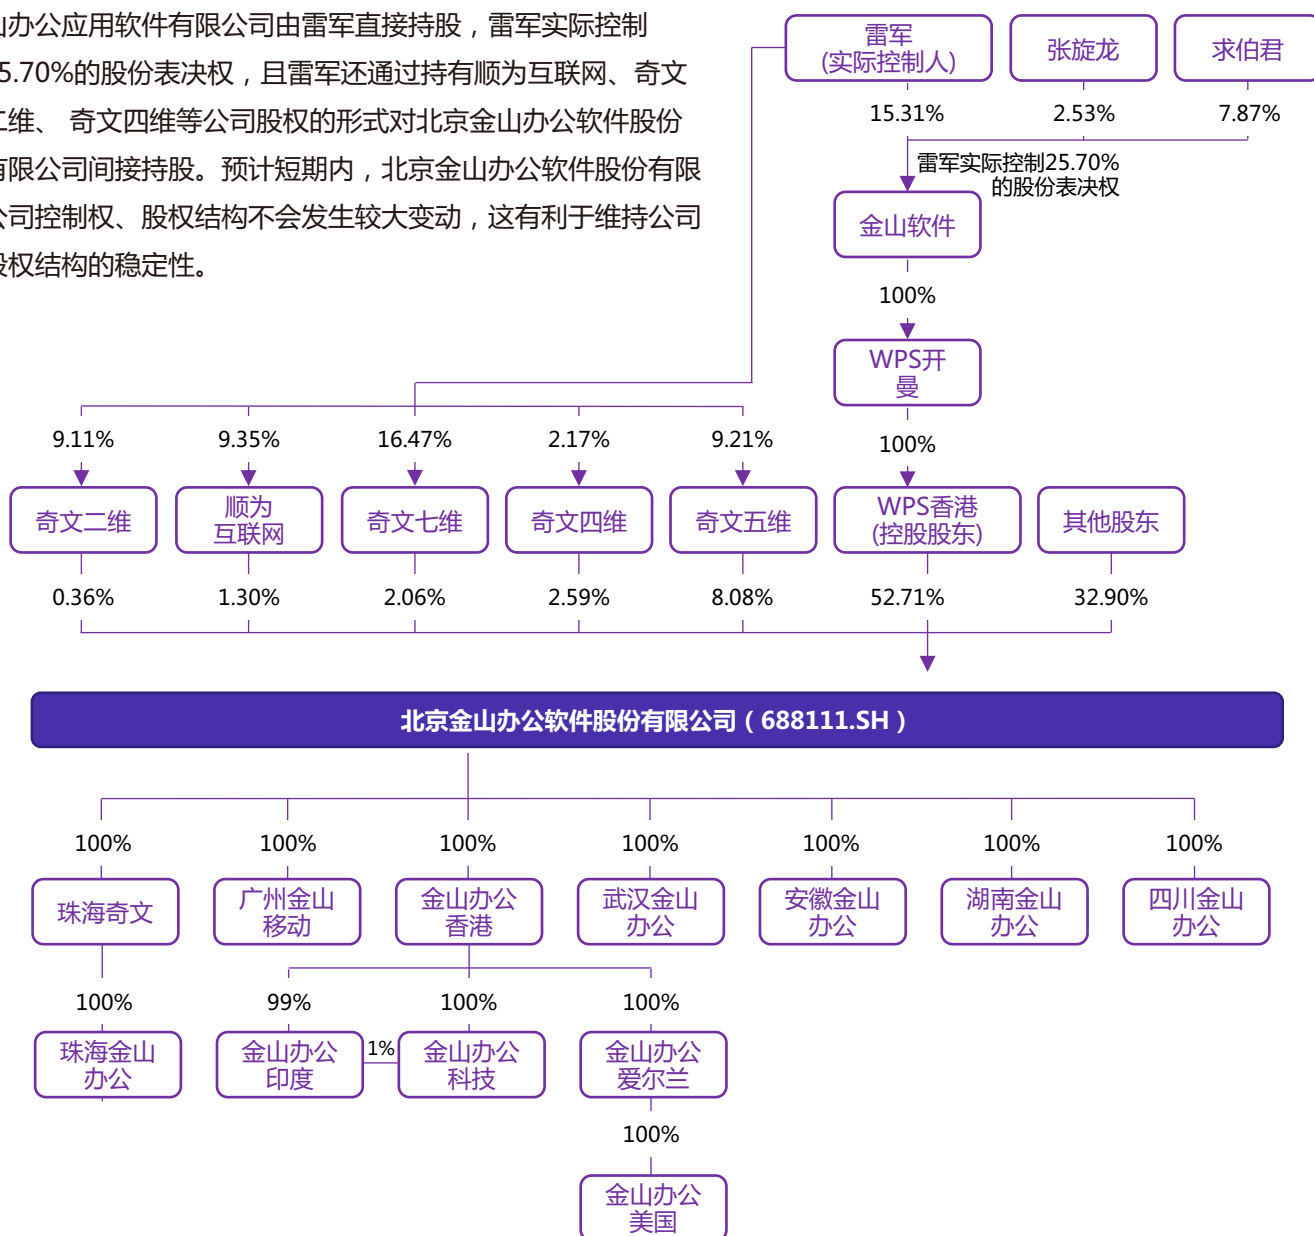 山办公应用软件有限公司由雷军直接持股，雷军实际控制
5.70%的股份表决权，且雷军还通过持有顺为互联网、奇文
二维、 奇文四维等公司股权的形式对北京金山办公软件股份
有限公司间接持股。预计短期内，北京金山办公软件股份有限
公司控制权、股权结构不会发生较大变动，这有利于维持公司
股权结构的稳定性。
雷军
(实际控制人)
张旋龙
求伯君
15.31%
2.53%
7.87%
雷军实际控制25.70%
的股份表决权
金山软件
100%
WPS开
曼
9.11%
9.35%
16.47%
2.17%
9.21%
100%
奇文二维
顺为
互联网
奇文七维
奇文四维
奇文五维
WPS香港
(控股股东)
其他股东
0.36%
1.30%
2.06%
2.59%
8.08%
52.71%
32.90%
北京金山办公软件股份有限公司（688111.SH）
100%
100%
100%
100%
100%
100%
100%
珠海奇文
广州金山
移动
金山办公
香港
武汉金山
办公
安徽金山
办公
湖南金山
办公
四川金山
办公
100%
99%
100%
100%
珠海金山
办公
金山办公
印度
1%
金山办公
科技
金山办公
爱尔兰
100%
金山办公
美国